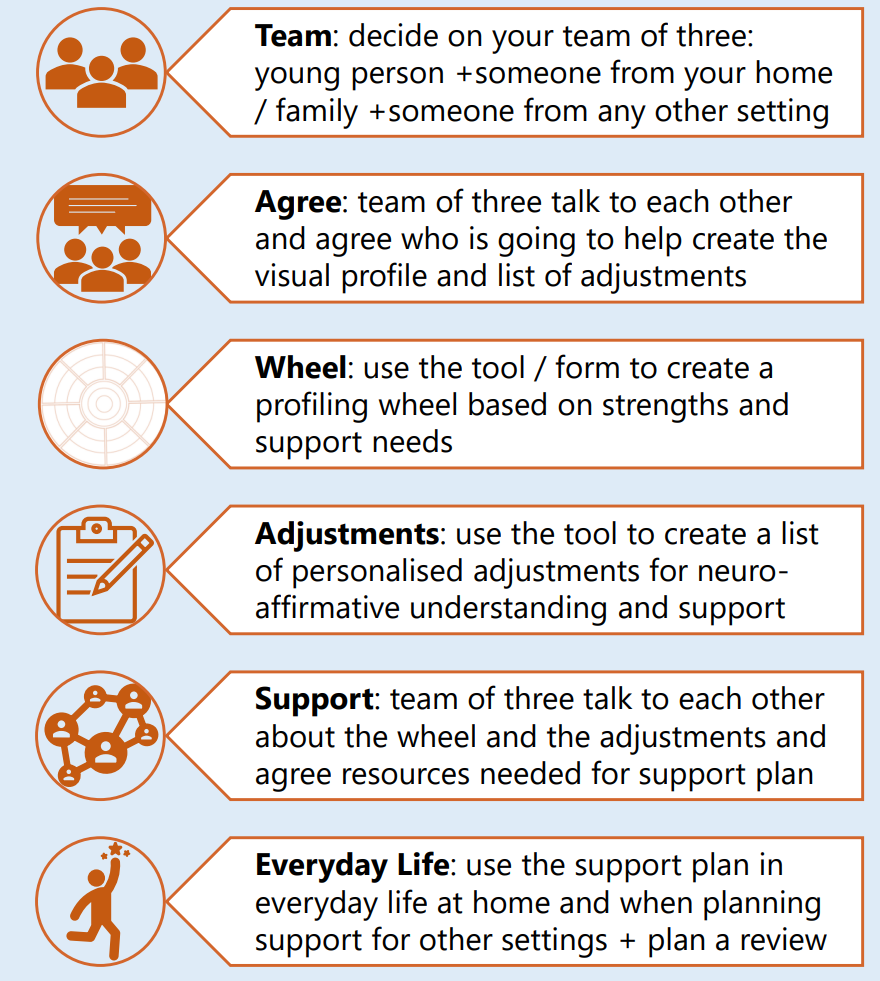 Team: decide on your team of three:
young person +someone from your home
/ family +someone from any other setting
Agree: team of three talk to each other
and agree who is going to help create the
visual profile and list of adjustments
Wheel: use the tool / form to create a
profiling wheel based on strengths and
support needs
Adjustments: use the tool to create a list
of personalised adjustments for neuro-
affirmative understanding and support
Support: team of three talk to each other
about the wheel and the adjustments and
agree resources needed for support plan
Everyday Life: use the support plan in
everyday life at home and when planning
support for other settings + plan a review